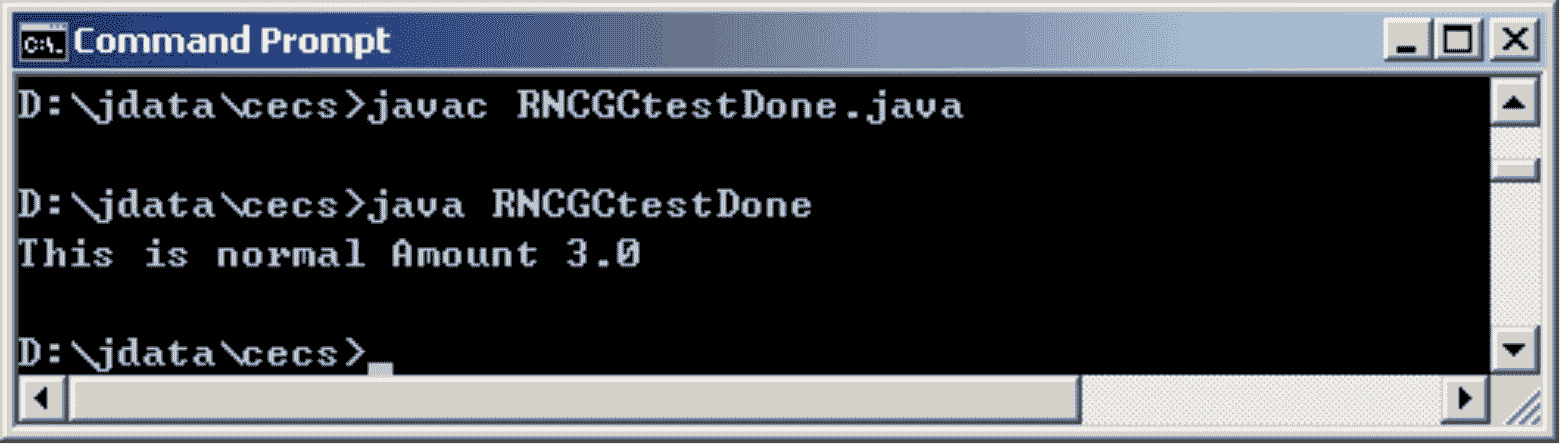 C:\.
Command Prompt
D:\jdata\cecs>javac RNCGCtestDone.java
D:\jdata\cecs>java RNCGCtestDone
This is normal Amount 3.0
D:\jdata\cecs>_